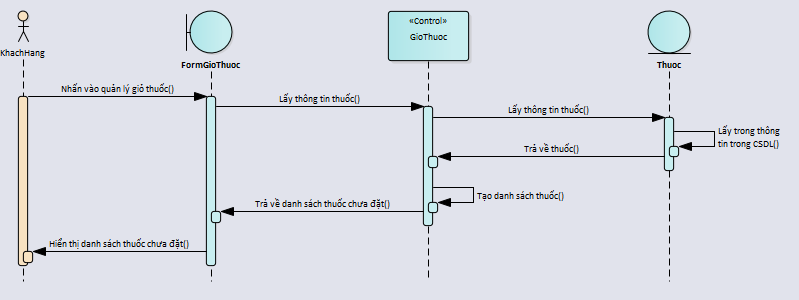 «Control»
GioThuoc
KhachHang
FormGioThuoc
Thuoc
Nhấn vào quản lý giỏ thuốc()
Lấy thông tin thuốc()
Lấy thông tin thuốc()
Lấy trong thông
tin trong CSDL()
Trả về thuốc()
Tạo danh sách thuốc()
Trả về danh sách thuốc chưa đặt()
Hiển thị danh sách thuốc chưa đặt()